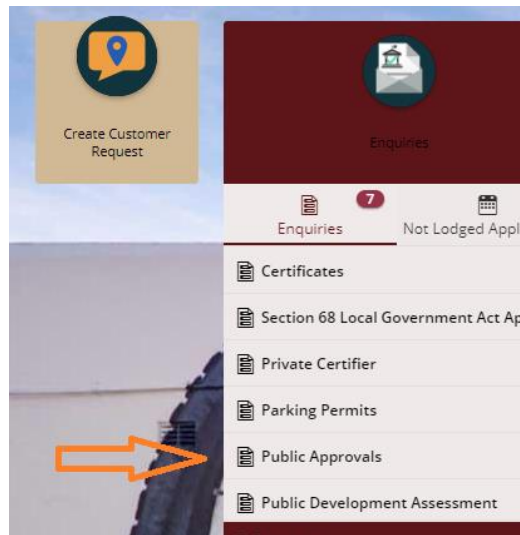 Create Customer
Request
Enquiries
7
Enquiries
Not Lodged Appl
Certificates
Section 68 Local Government Act Ap
Private Certifier
Parking Permits
Public Approvals
Public Development Assessment